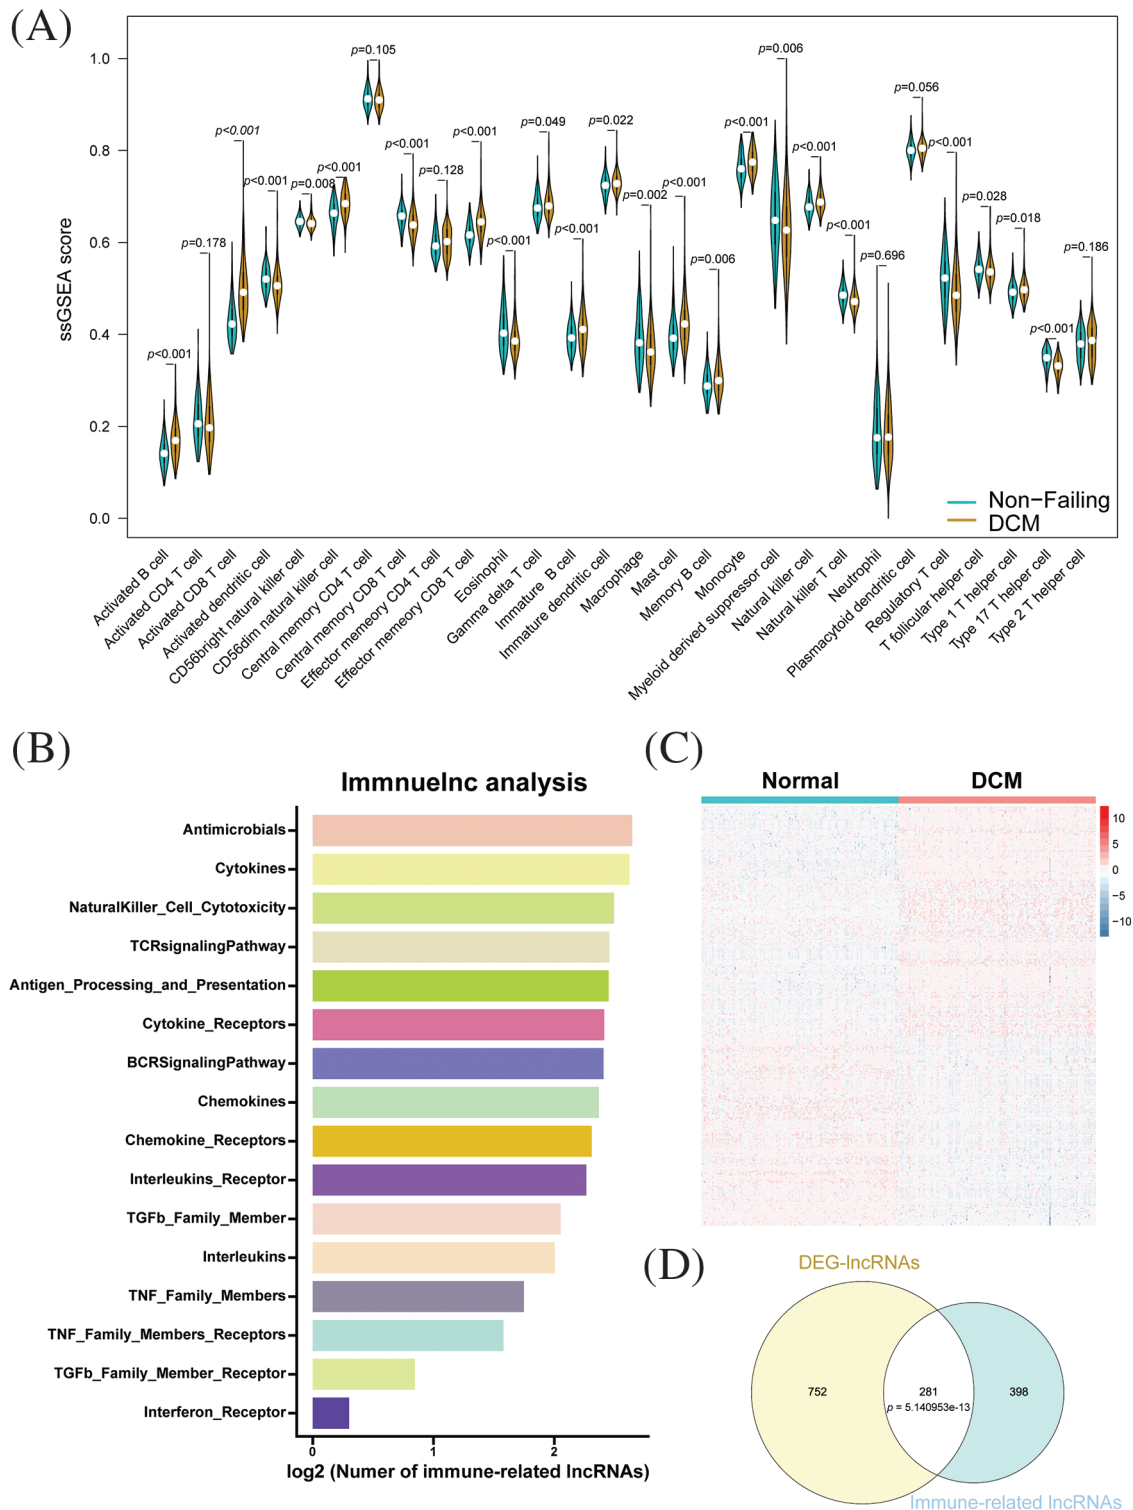 (A)
ssGSEA score
1.0
0.8
0.6
0.4
0.2
0.0
p<0.001
p=0.178
p<0.001
p<0.001
p=0.008
p<0.001
p=0.105
p<0.001
p=0.128
p<0.001
p<0.001
p=0.049
p<0.001
p=0.022
p=0.002
p<0.001
p=0.006
p<0.001
p=0.006
p<0.001
p<0.001
p=0.696
p=0.056
p<0.001
p=0.028
p=0.018
p<0.001
p=0.186
Non-Failing
DCM
Activated B cell
Activated CD4 T cell
Activated CD8 T cell
Activated dendritic cell
CD56bright natural killer cell
CD56dim natural killer cell
Central memory CD4 T cell
Central memory CD8 T cell
Effector memory CD4 T cell
Effector memory CD8 T cell
Eosinophil
Gamma delta T cell
Immature B cell
Immature dendritic cell
Macrophage
Mast cell
Memory B cell
Monocyte
Myeloid derived suppressor cell
Natural killer cell
Natural killer T cell
Neutrophil
Plasmacytoid dendritic cell
Regulatory T cell
T follicular helper cell
Type 1 T helper cell
Type 17 T helper cell
Type 2 T helper cell
(B)
Immnuelnc analysis
Antimicrobials
Cytokines
NaturalKiller_Cell_Cytotoxicity
TCRsignalingPathway
Antigen_Processing_and_Presentation
Cytokine_Receptors
BCRSignalingPathway
Chemokines
Chemokine_Receptors
Interleukins_Receptor
TGFb_Family_Member
Interleukins
TNF_Family_Members
TNF_Family_Members_Receptors
TGFb_Family_Member_Receptor
Interferon_Receptor
0 1 2
log2 (Numer of immune-related lncRNAs)
(C)
Normal DCM
10
5
0
−5
−10
(D)
DEG-lncRNAs
752 281 398
p = 5.140953e-13
Immune-related lncRNAs